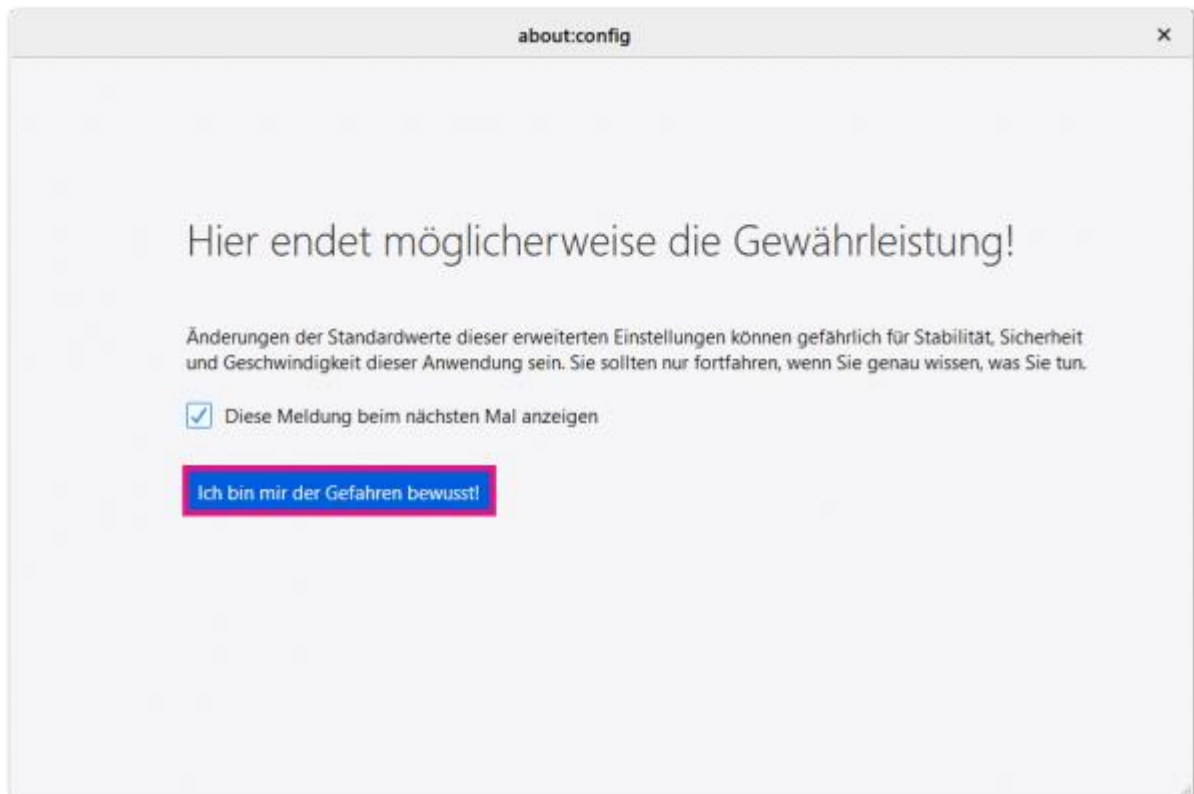 about:config
Hier endet möglicherweise die Gewährleistung!
Änderungen der Standardwerte dieser erweiterten Einstellungen können gefährlich für Stabilität, Sicherheit
und Geschwindigkeit dieser Anwendung sein. Sie sollten nur fortfahren, wenn Sie genau wissen, was Sie tun.
Diese Meldung beim nächsten Mal anzeigen
Ich bin mir der Gefahren bewusst!